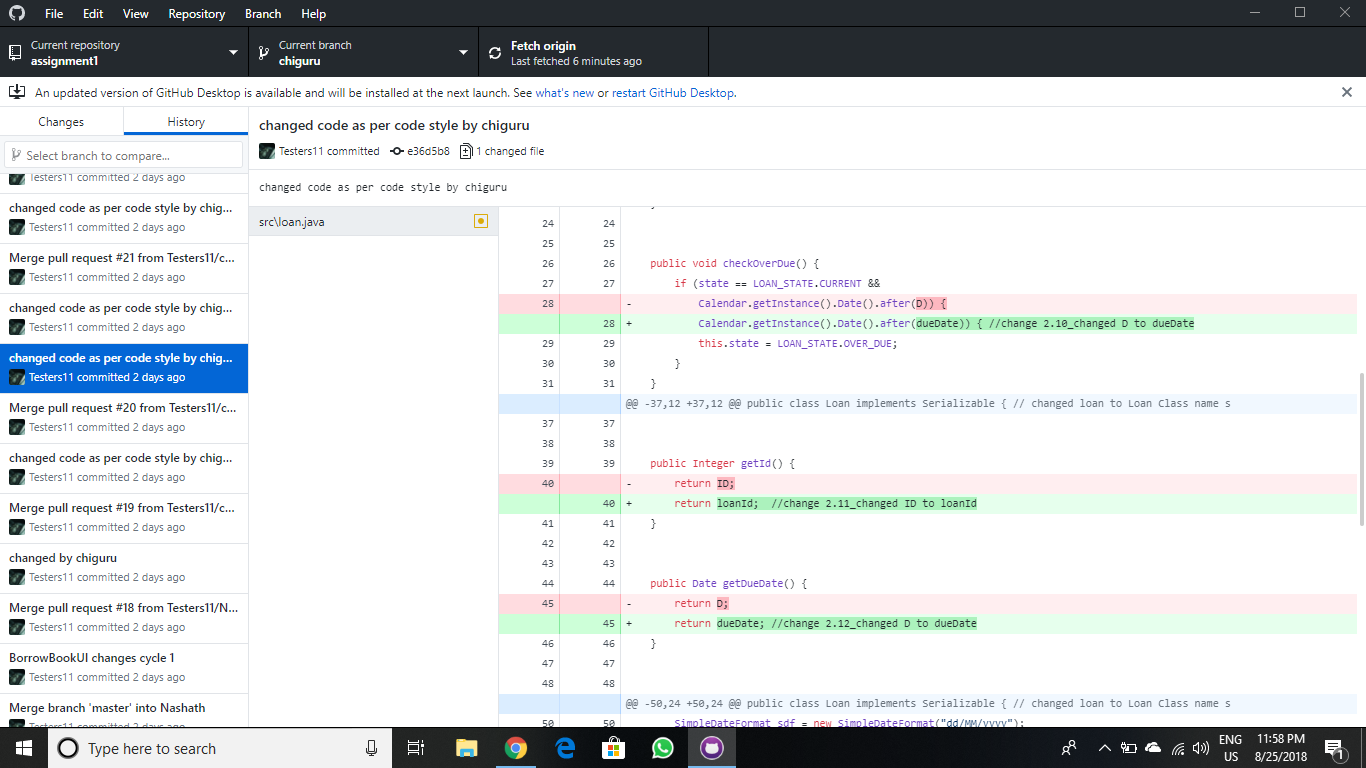 File Edit View Repository Branch Help
Current repository
assignment1
Current branch
chiguru
Fetch origin
Last fetched 6 minutes ago
An updated version of GitHub Desktop is available and will be installed at the next launch. See what's new or restart GitHub Desktop.
Changes History
Select branch to compare...
Testers11 committed 2 days ago
changed code as per code style by chig...
Testers11 committed 2 days ago
Merge pull request #21 from Testers11/c...
Testers11 committed 2 days ago
changed code as per code style by chig...
Testers11 committed 2 days ago
changed code as per code style by chig...
Testers11 committed 2 days ago
Merge pull request #20 from Testers11/c...
Testers11 committed 2 days ago
changed code as per code style by chig...
Testers11 committed 2 days ago
Merge pull request #19 from Testers11/c...
Testers11 committed 2 days ago
changed by chiguru
Testers11 committed 2 days ago
Merge pull request #18 from Testers11/N...
Testers11 committed 2 days ago
BorrowBookUI changes cycle 1
Testers11 committed 2 days ago
Merge branch 'master' into Nashath
Testers11 committed 2 days ago
changed code as per code style by chiguru
Testers11 committed e36d5b8 1 changed file
changed code as per code style by chiguru
src\loan.java
24 24
25 25
26 26 public void checkOverDue() {
27 27 if (state == LOAN_STATE.CURRENT &&
28 - Calendar.getInstance().Date().after(D)) {
28 + Calendar.getInstance().Date().after(dueDate)) { //change 2.10_changed D to dueDate
29 29 this.state = LOAN_STATE.OVER_DUE;
30 30 }
31 31 }
@@ -37,12 +37,12 @@ public class Loan implements Serializable { // changed loan to Loan Class name s
37 37
38 38
39 39 public Integer getId() {
40 - return ID;
40 + return loanId; //change 2.11_changed ID to loanId
41 41 }
42 42
43 43
44 44 public Date getDueDate() {
45 - return D;
45 + return dueDate; //change 2.12_changed D to dueDate
46 46 }
47 47
48 48
@@ -50,24 +50,24 @@ public class Loan implements Serializable { // changed loan to Loan Class name s
50 50 SimpleDateFormat sdf = new SimpleDateFormat("dd/MM/yyyy");
Type here to search
ENG
US
11:58 PM
8/25/2018
1